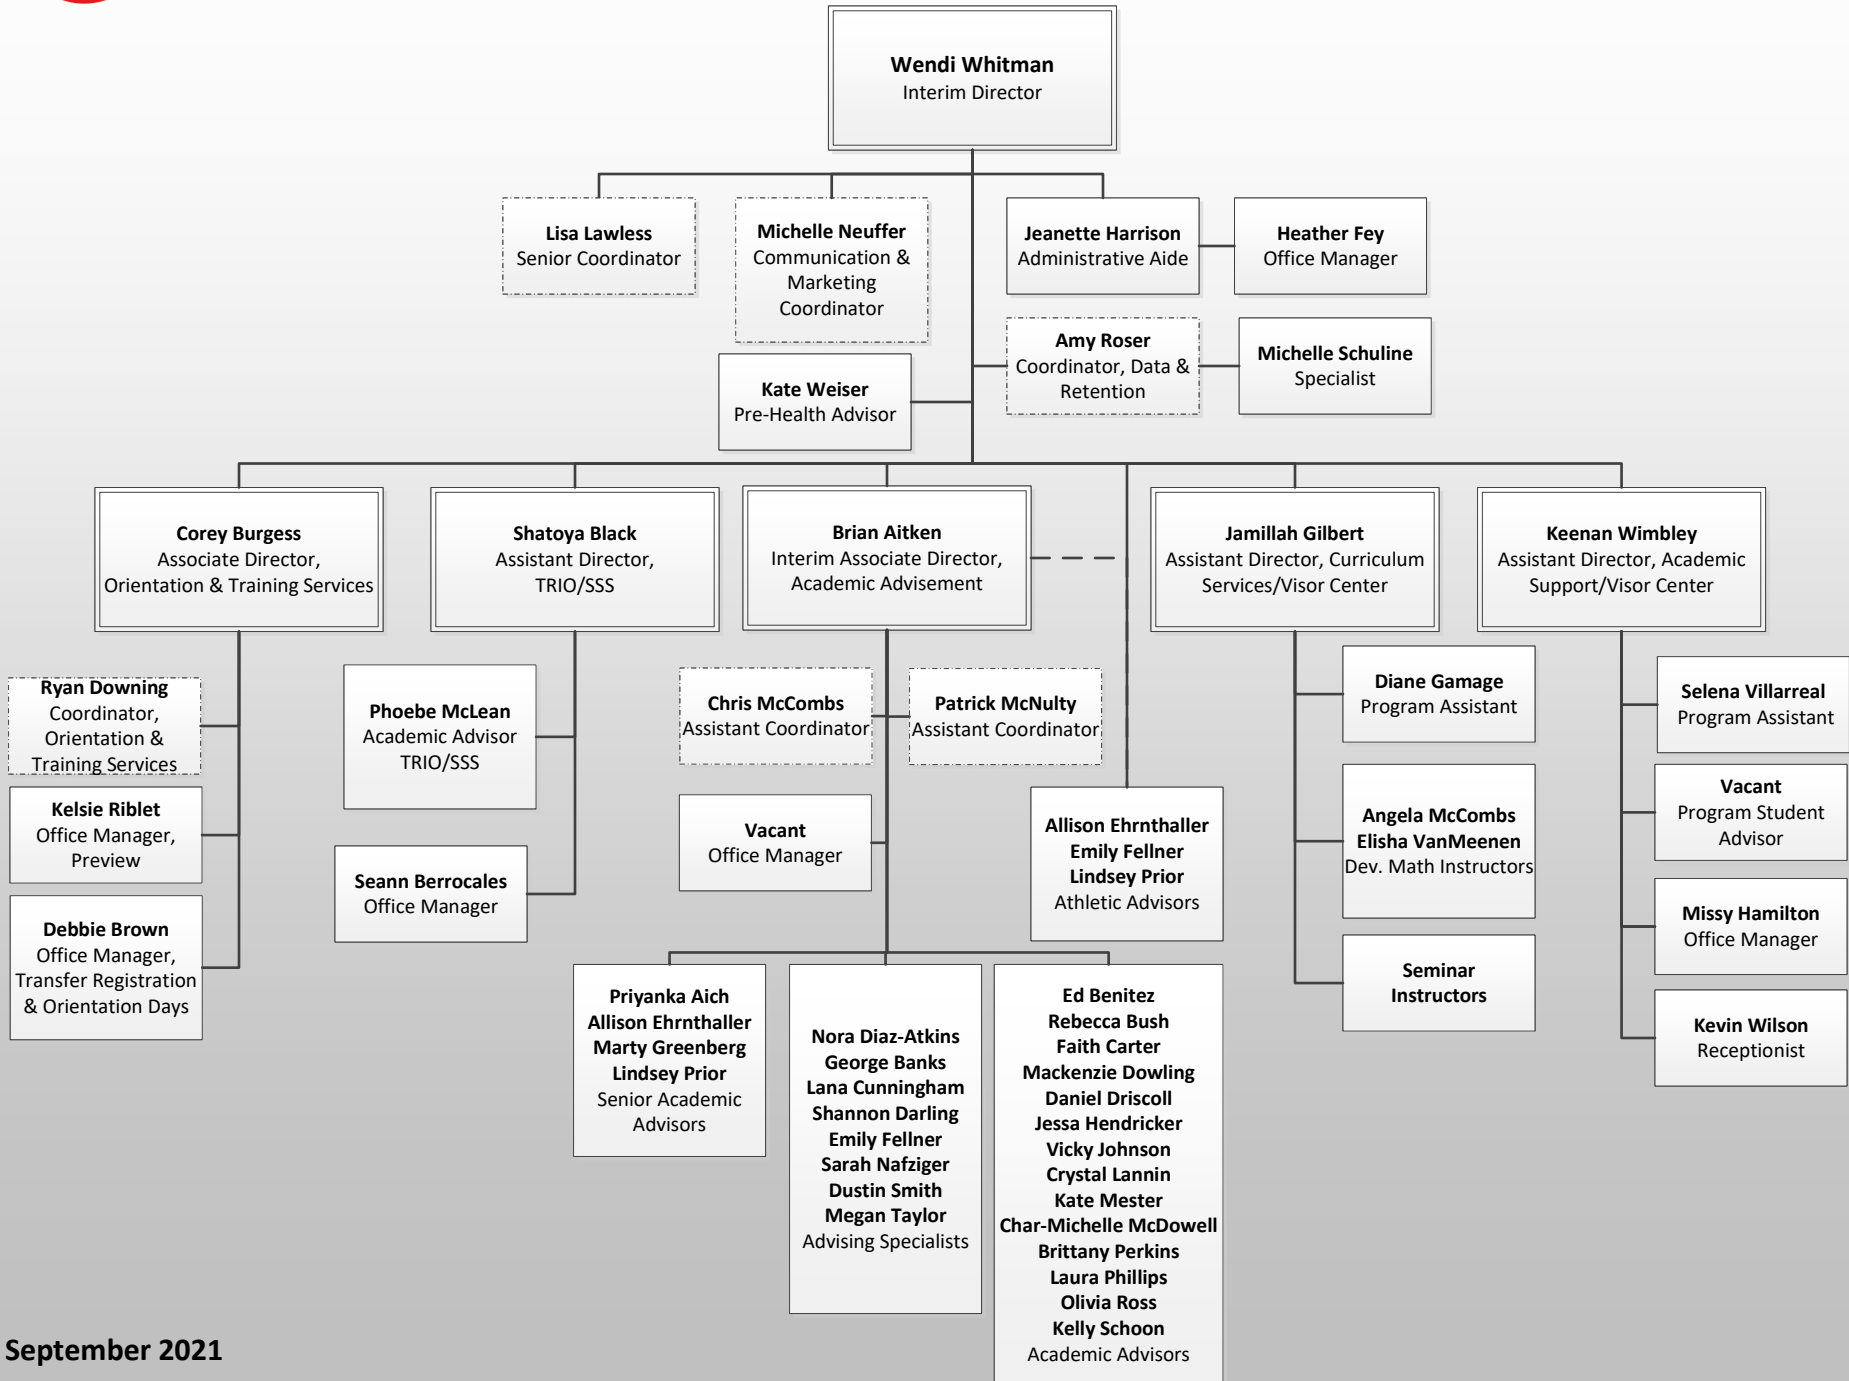 Wendi Whitman
Interim Director
Lisa Lawless
Senior Coordinator
Michelle Neuffer
Communication &
Marketing
Coordinator
Jeanette Harrison
Administrative Aide
Heather Fey
Office Manager
Amy Roser
Coordinator, Data &
Retention
Michelle Schuline
Specialist
Kate Weiser
Pre-Health Advisor
Corey Burgess
Associate Director,
Orientation & Training Services
Shatoya Black
Assistant Director,
TRIO/SSS
Brian Aitken
Interim Associate Director,
Academic Advisement
Jamillah Gilbert
Assistant Director, Curriculum
Services/Visor Center
Keenan Wimbley
Assistant Director, Academic
Support/Visor Center
Ryan Downing
Coordinator,
Orientation &
Training Services
Kelsie Riblet
Office Manager,
Preview
Debbie Brown
Office Manager,
Transfer Registration
& Orientation Days
Phoebe McLean
Academic Advisor
TRIO/SSS
Seann Berrocales
Office Manager
Chris McCombs
Assistant Coordinator
Patrick McNulty
Assistant Coordinator
Vacant
Office Manager
Allison Ehrnthaller
Emily Fellner
Lindsey Prior
Athletic Advisors
Diane Gamage
Program Assistant
Angela McCombs
Elisha VanMeenen
Dev. Math Instructors
Seminar
Instructors
Selena Villarreal
Program Assistant
Vacant
Program Student
Advisor
Missy Hamilton
Office Manager
Kevin Wilson
Receptionist
Priyanka Aich
Allison Ehrnthaller
Marty Greenberg
Lindsey Prior
Senior Academic
Advisors
Nora Diaz-Atkins
George Banks
Lana Cunningham
Shannon Darling
Emily Fellner
Sarah Nafziger
Dustin Smith
Megan Taylor
Advising Specialists
Ed Benitez
Rebecca Bush
Faith Carter
Mackenzie Dowling
Daniel Driscoll
Jessa Hendricker
Vicky Johnson
Crystal Lannin
Kate Mester
Char-Michelle McDowell
Brittany Perkins
Laura Phillips
Olivia Ross
Kelly Schoon
Academic Advisors
September 2021